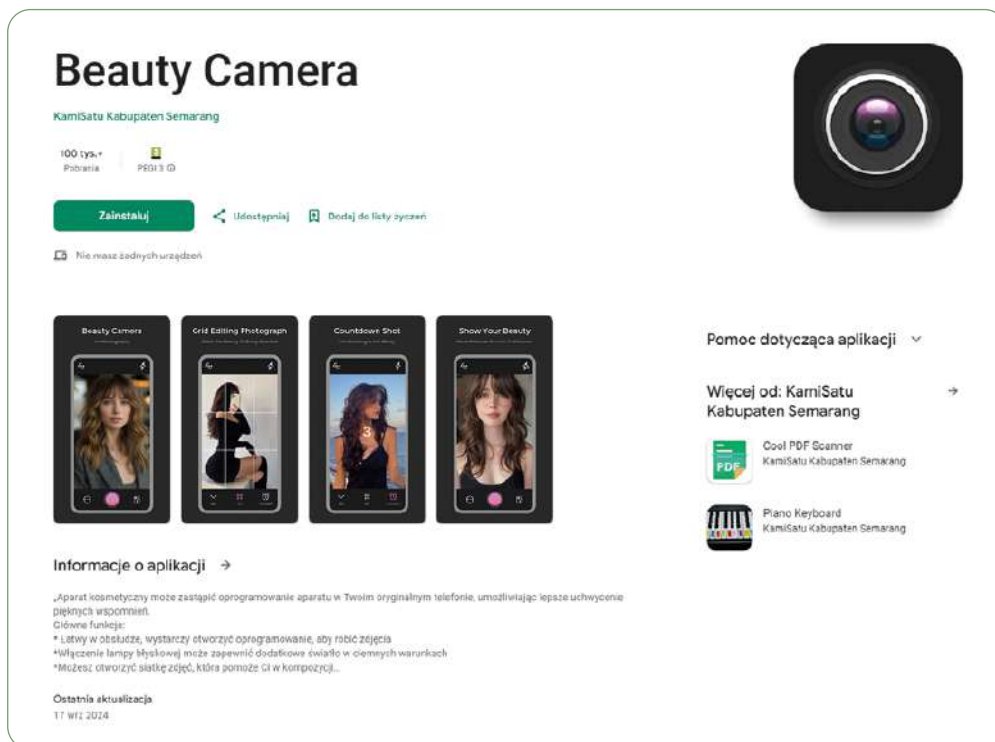 Beauty Camera
KamiSatu Kabupaten Semarang
100 tys.+
Pobrania
PEGI 3
Zainstaluj
Udostępniaj
Dodaj do listy życzeń
Nie masz żadnych urządzeń
Beauty Camera
Grid Editing Photograph
Countdown Shot
Show Your Beauty
3
Pomoc dotycząca aplikacji
Więcej od: KamiSatu
Kabupaten Semarang
Cool PDF Scanner
KamiSatu Kabupaten Semarang
PDF
Piano Keyboard
KamiSatu Kabupaten Semarang
Informacje o aplikacji
„Aparat kosmetyczny może zastąpić oprogramowanie aparatu w Twoim oryginalnym telefonie, umożliwiając lepsze uchwycenie
pięknych wspomnień.
Główne funkcje:
* Łatwy w obsłudze, wystarczy otworzyć oprogramowanie, aby robić zdjęcia
*Włączenie lampy błyskowej może zapewnić dodatkowe światło w ciemnych warunkach
*Możesz otworzyć siatkę zdjęć, która pomoże Ci w kompozycji...
Ostatnia aktualizacja
17 wrz 2024